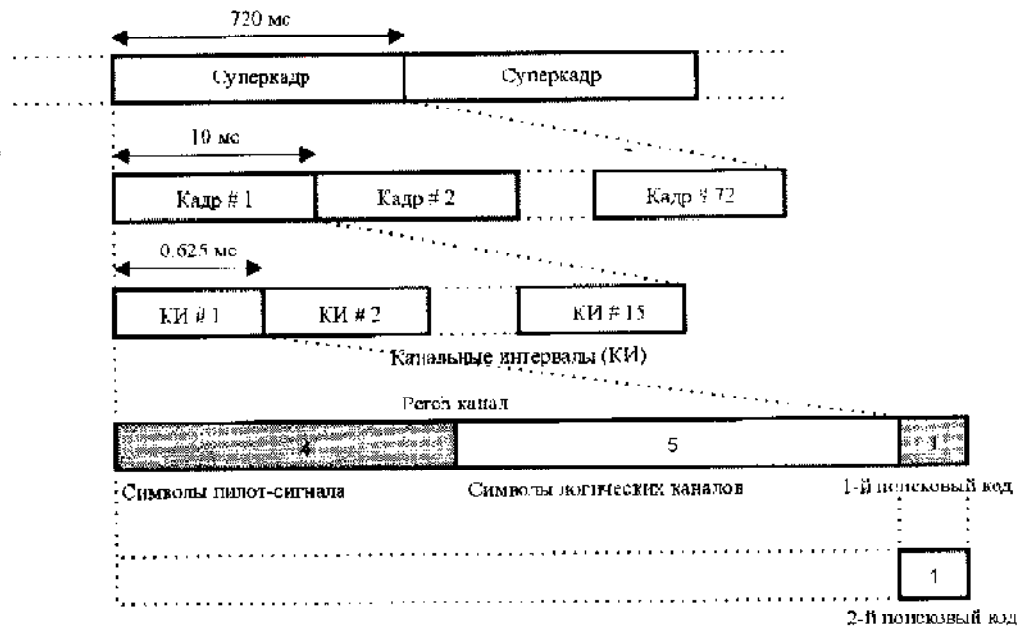 720 мс
Суперкадр Суперкадр
10 мс
Кадр # 1 Кадр # 2 Кадр # 72
0.625 мс
КИ # 1 КИ # 2 КИ # 15
Канальные интервалы (КИ)
канал
4 5 1
Символы пилот-сигнала Символы логических каналов 1-й поисковый код
1
2-й поисковый код